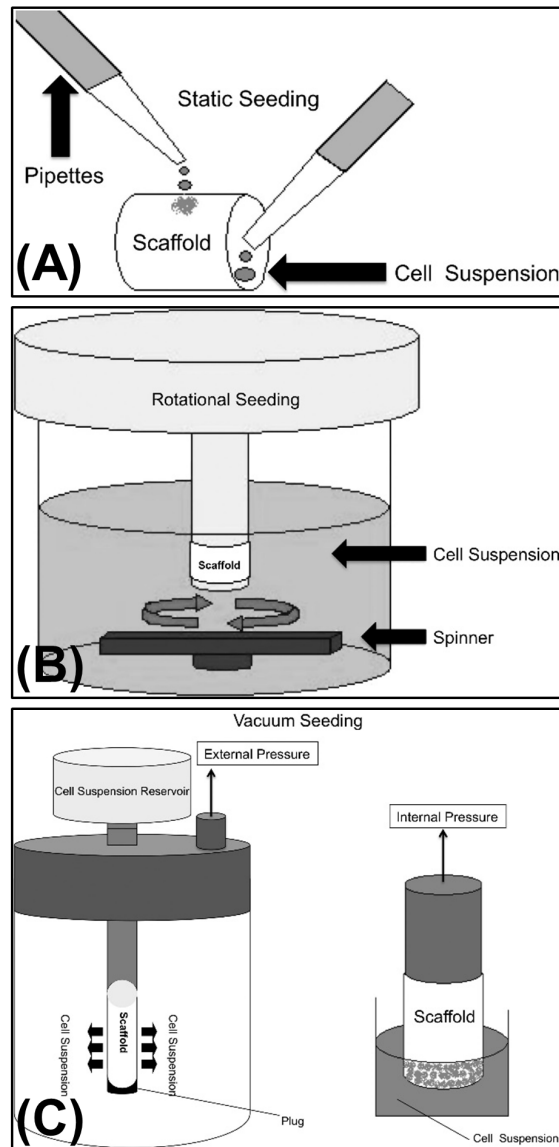 Static Seeding
Pipettes
Scaffold
Cell Suspension
(A)
Rotational Seeding
Scaffold
Cell Suspension
Spinner
(B)
Vacuum Seeding
External Pressure
Cell Suspension Reservoir
Internal Pressure
Cell Suspension
Scaffold
Cell Suspension
Scaffold
Plug
Cell Suspension
(C)